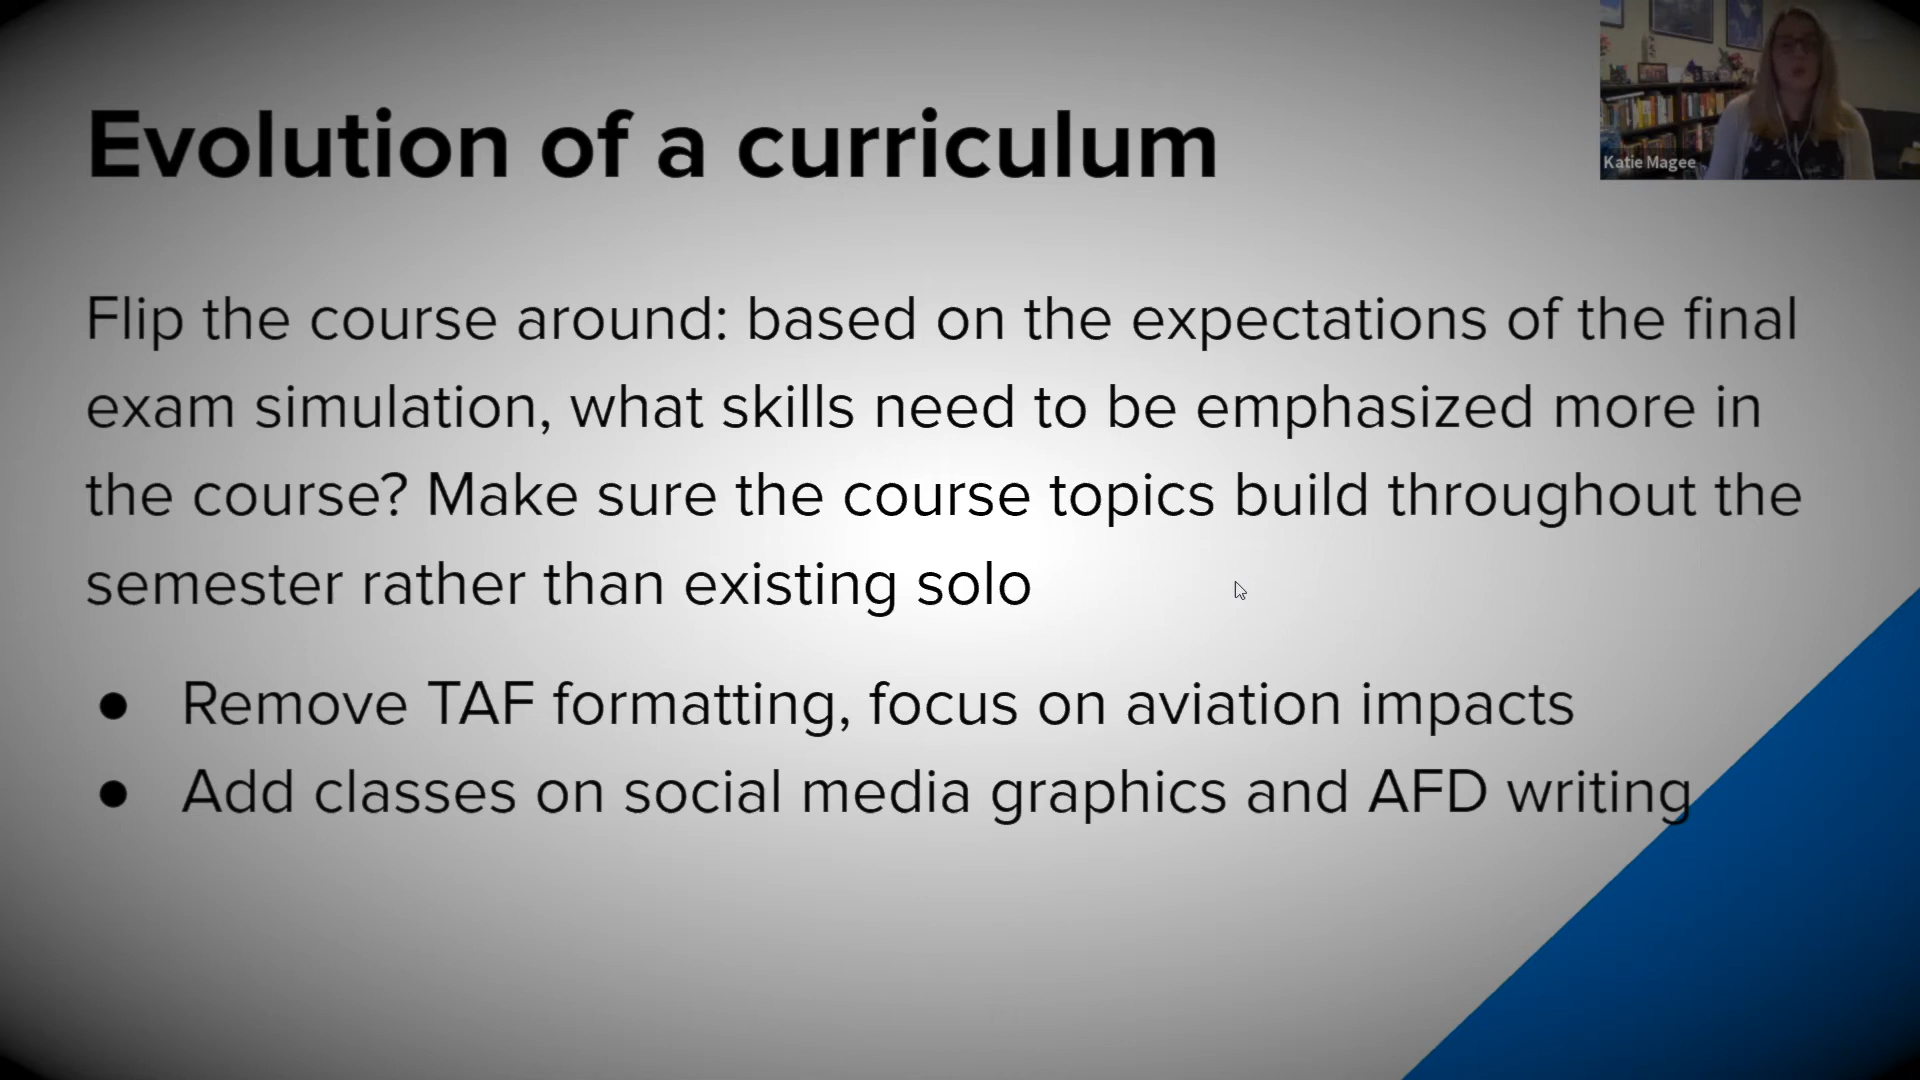 Evolution of a curriculum
Katie Magee
Flip the course around: based on the expectations of the final
exam simulation, what skills need to be emphasized more in
the course? Make sure the course topics build throughout the
semester rather than existing solo
● Remove TAF formatting, focus on aviation impacts
● Add classes on social media graphics and AFD writing